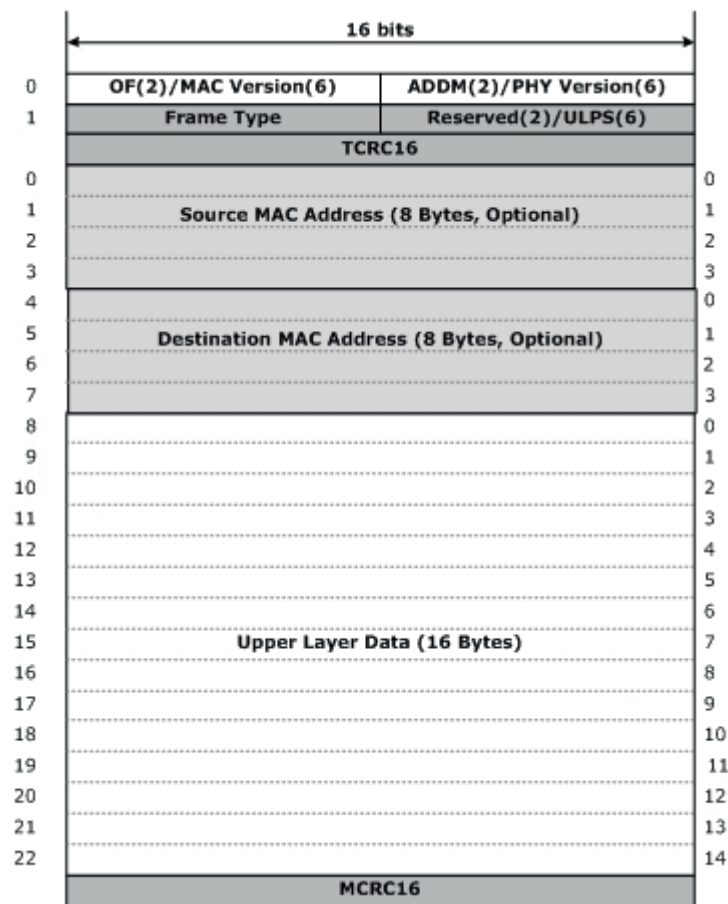 16 bits
0 OF(2)/MAC Version(6) ADDM(2)/PHY Version(6)
1 Frame Type Reserved(2)/ULPS(6)
TCRC16
0 0
1 Source MAC Address (8 Bytes, Optional) 1
2 2
3 3
4 0
5 Destination MAC Address (8 Bytes, Optional) 1
6 2
7 3
8 0
9 1
10 2
11 3
12 4
13 5
14 6
15 Upper Layer Data (16 Bytes) 7
16 8
17 9
18 10
19 11
20 12
21 13
22 14
MCRC16